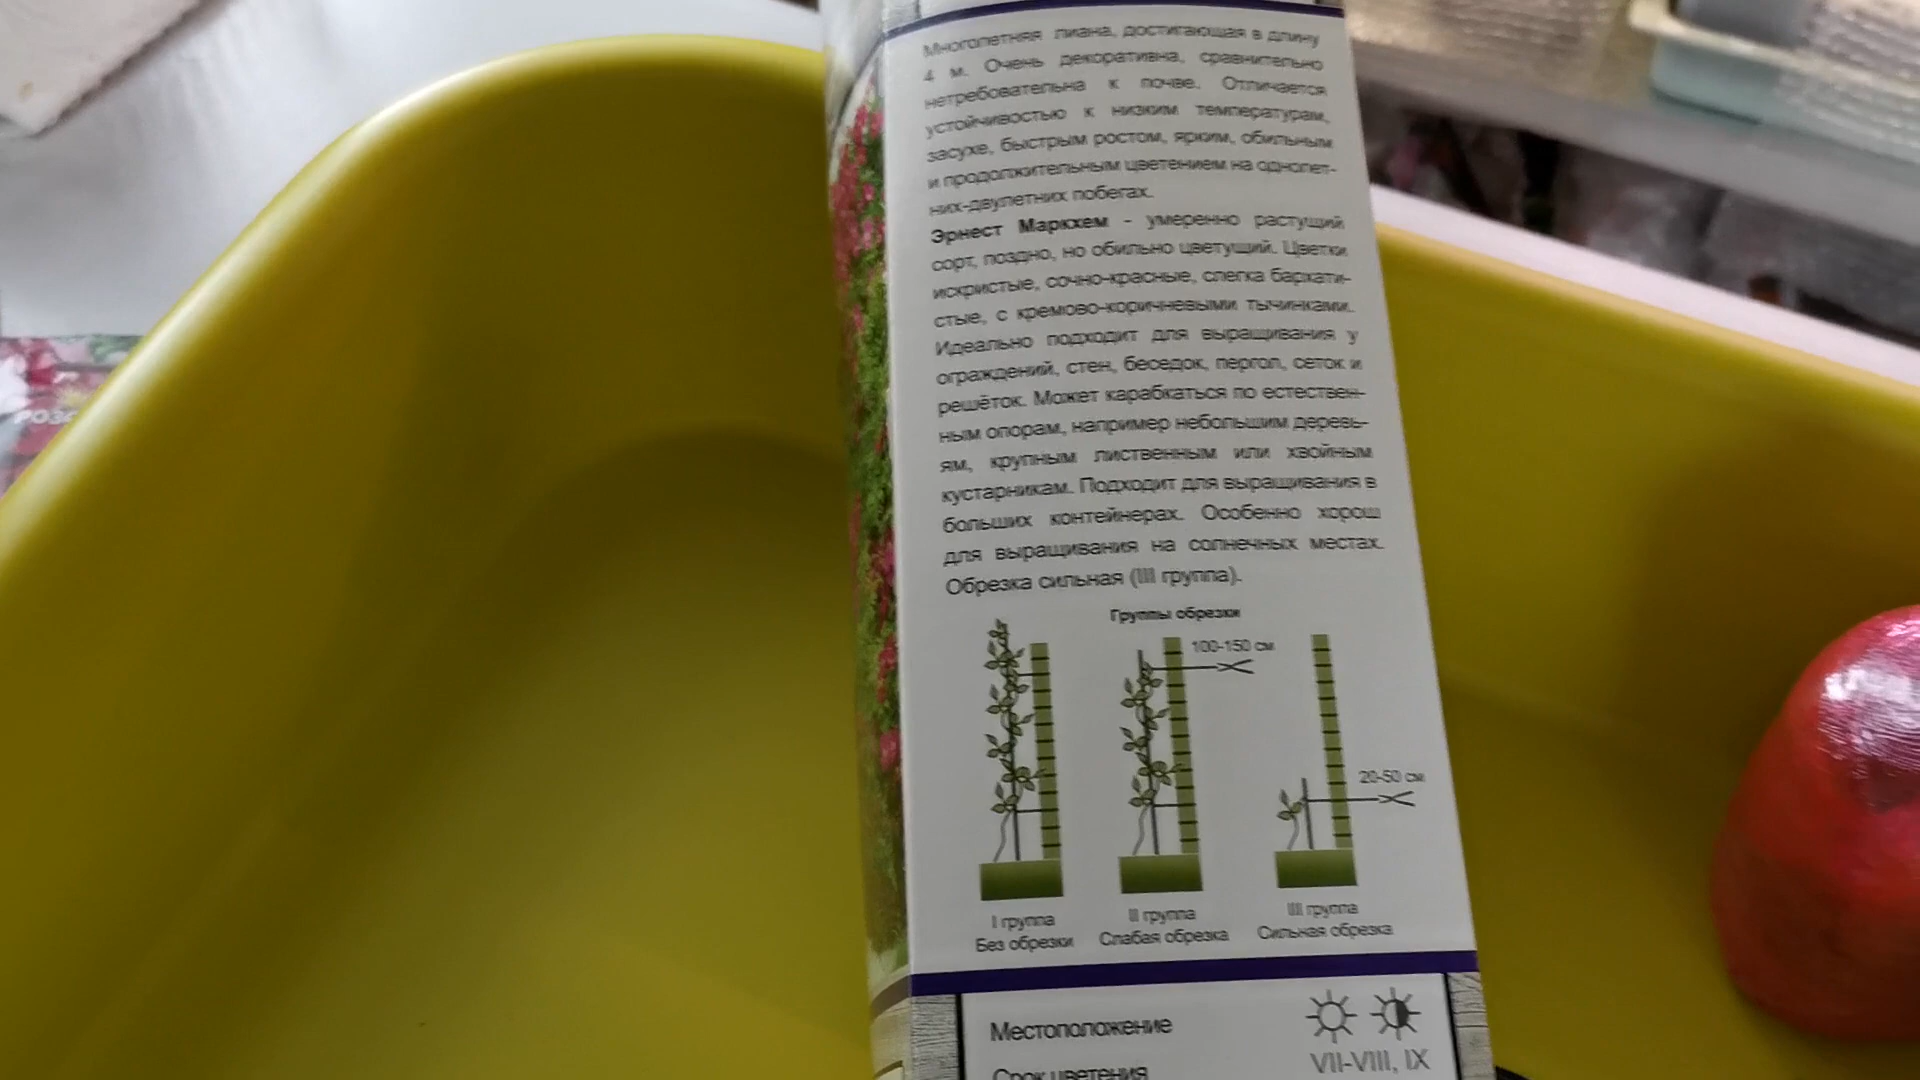 Многолетняя лиана, достигающая в длину
4 м. Очень декоративна, сравнительно
нетребовательна к почве. Отличается
устойчивостью к низким температурам,
засухе, быстрым ростом, ярким, обильным
и продолжительным цветением на однолет-
них-двулетних побегах.
Эрнест Маркхем - умеренно растущий
сорт, поздно, но обильно цветущий. Цветки
искристые, сочно-красные, слегка бархати-
стые, с кремово-коричневыми тычинками.
Идеально подходит для выращивания у
ограждений, стен, беседок, пергол, сеток и
решёток. Может карабкаться по естествен-
ным опорам, например небольшим деревь-
ям, крупным лиственным или хвойным
кустарникам. Подходит для выращивания в
больших контейнерах. Особенно хорош
для выращивания на солнечных местах.
Обрезка сильная (III группа).
Группы обрезки
100-150 см
20-50 см
I группа II группа III группа
Без обрезки Слабая обрезка Сильная обрезка
Местоположение
Срок цветения VII-VIII, IX